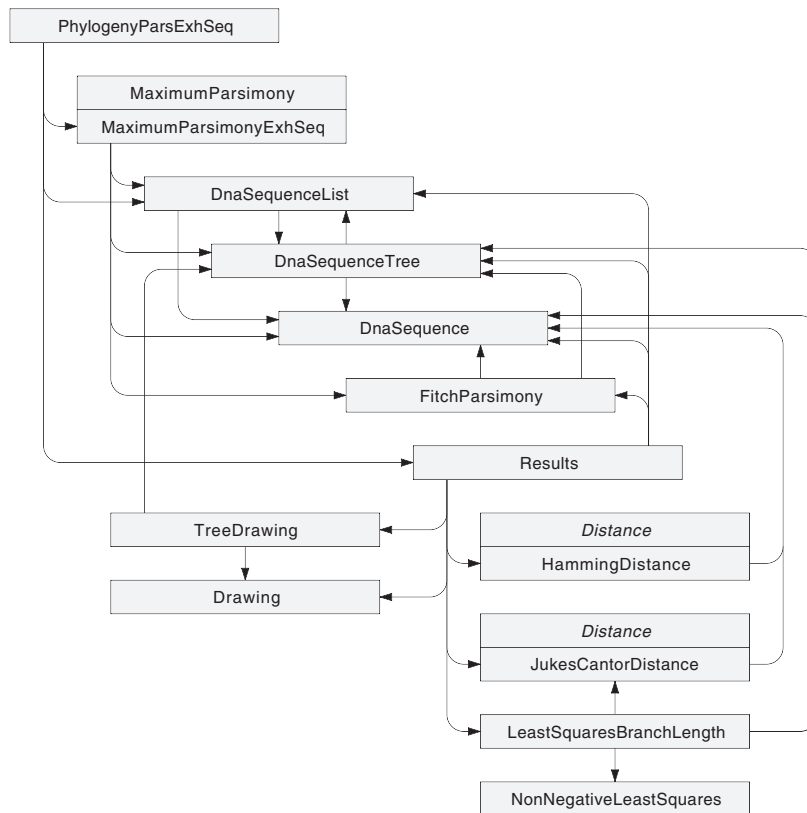 PhylogenyParsExhSeq
MaximumParsimony
MaximumParsimonyExhSeq
DnaSequenceList
DnaSequenceTree
DnaSequence
FitchParsimony
Results
TreeDrawing
Distance
HammingDistance
Drawing
Distance
JukesCantorDistance
LeastSquaresBranchLength
NonNegativeLeastSquares